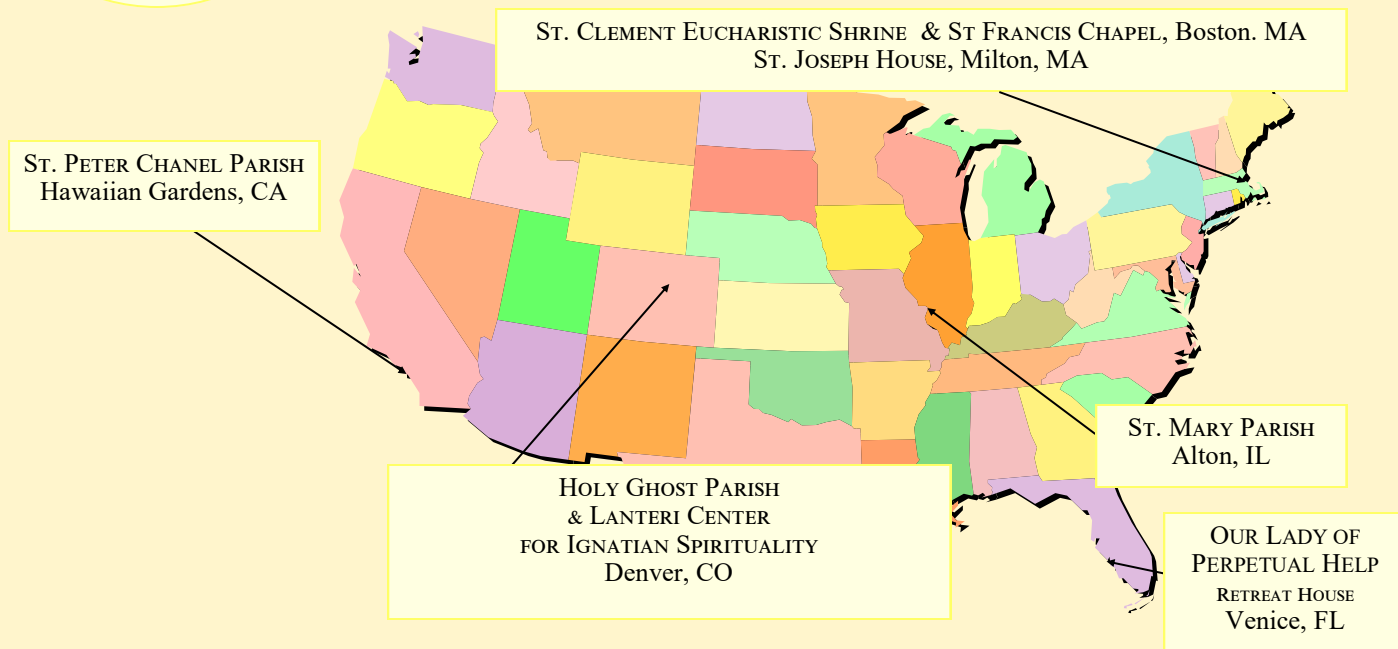 St. Clement Eucharistic Shrine & St Francis Chapel, Boston. MA
St. Joseph House, Milton, MA
St. Peter Chanel Parish
Hawaiian Gardens, CA
St. Mary Parish
Alton, IL
Holy Ghost Parish
& Lanteri Center
for Ignatian Spirituality
Denver, CO
Our Lady of
Perpetual Help
Retreat House
Venice, FL